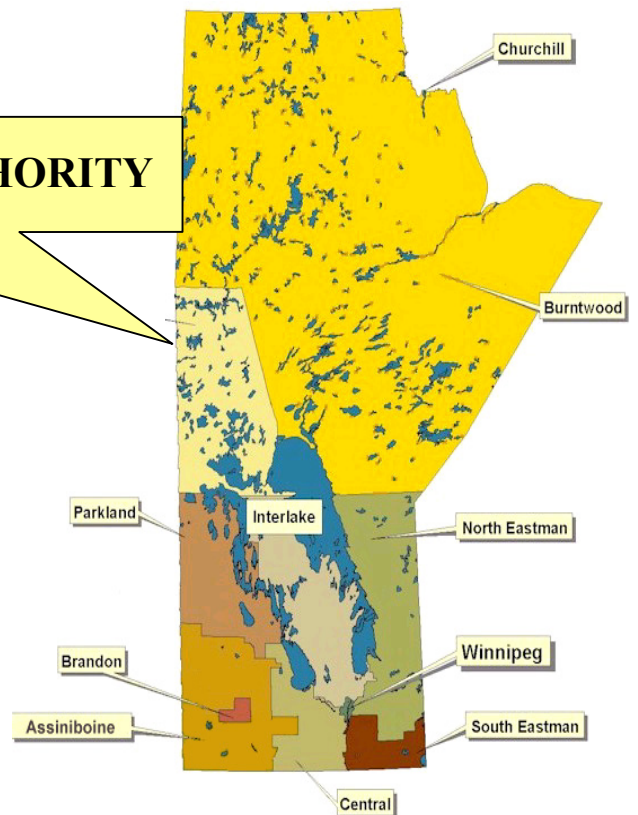 Churchill
HORITY
Burntwood
Parkland
Interlake
North Eastman
Brandon
Winnipeg
Assiniboine
South Eastman
Central